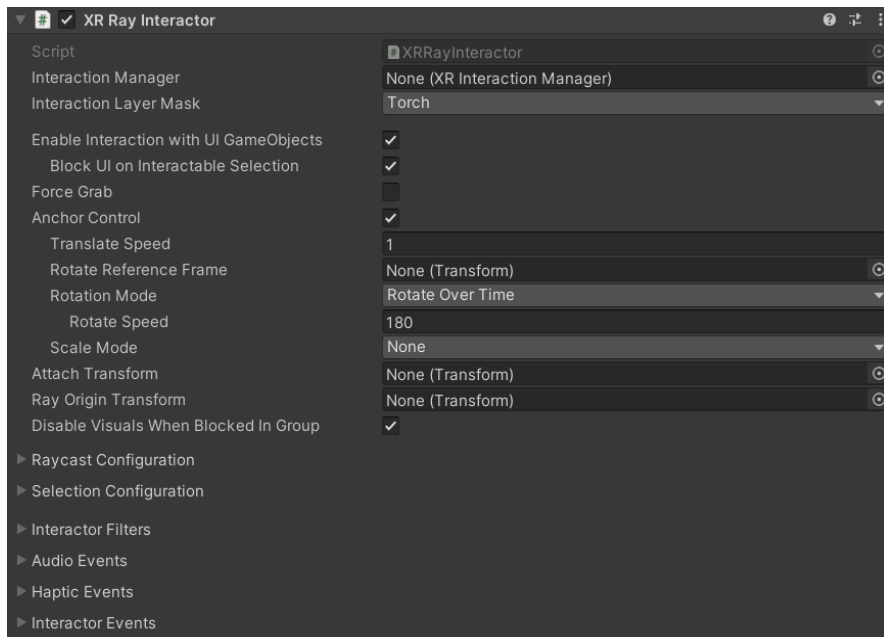 XR Ray Interactor
Script XRRayInteractor
Interaction Manager None (XR Interaction Manager)
Interaction Layer Mask Torch
Enable Interaction with UI GameObjects
Block UI on Interactable Selection
Force Grab
Anchor Control
Translate Speed 1
Rotate Reference Frame None (Transform)
Rotation Mode Rotate Over Time
Rotate Speed 180
Scale Mode None
Attach Transform None (Transform)
Ray Origin Transform None (Transform)
Disable Visuals When Blocked In Group
Raycast Configuration
Selection Configuration
Interactor Filters
Audio Events
Haptic Events
Interactor Events